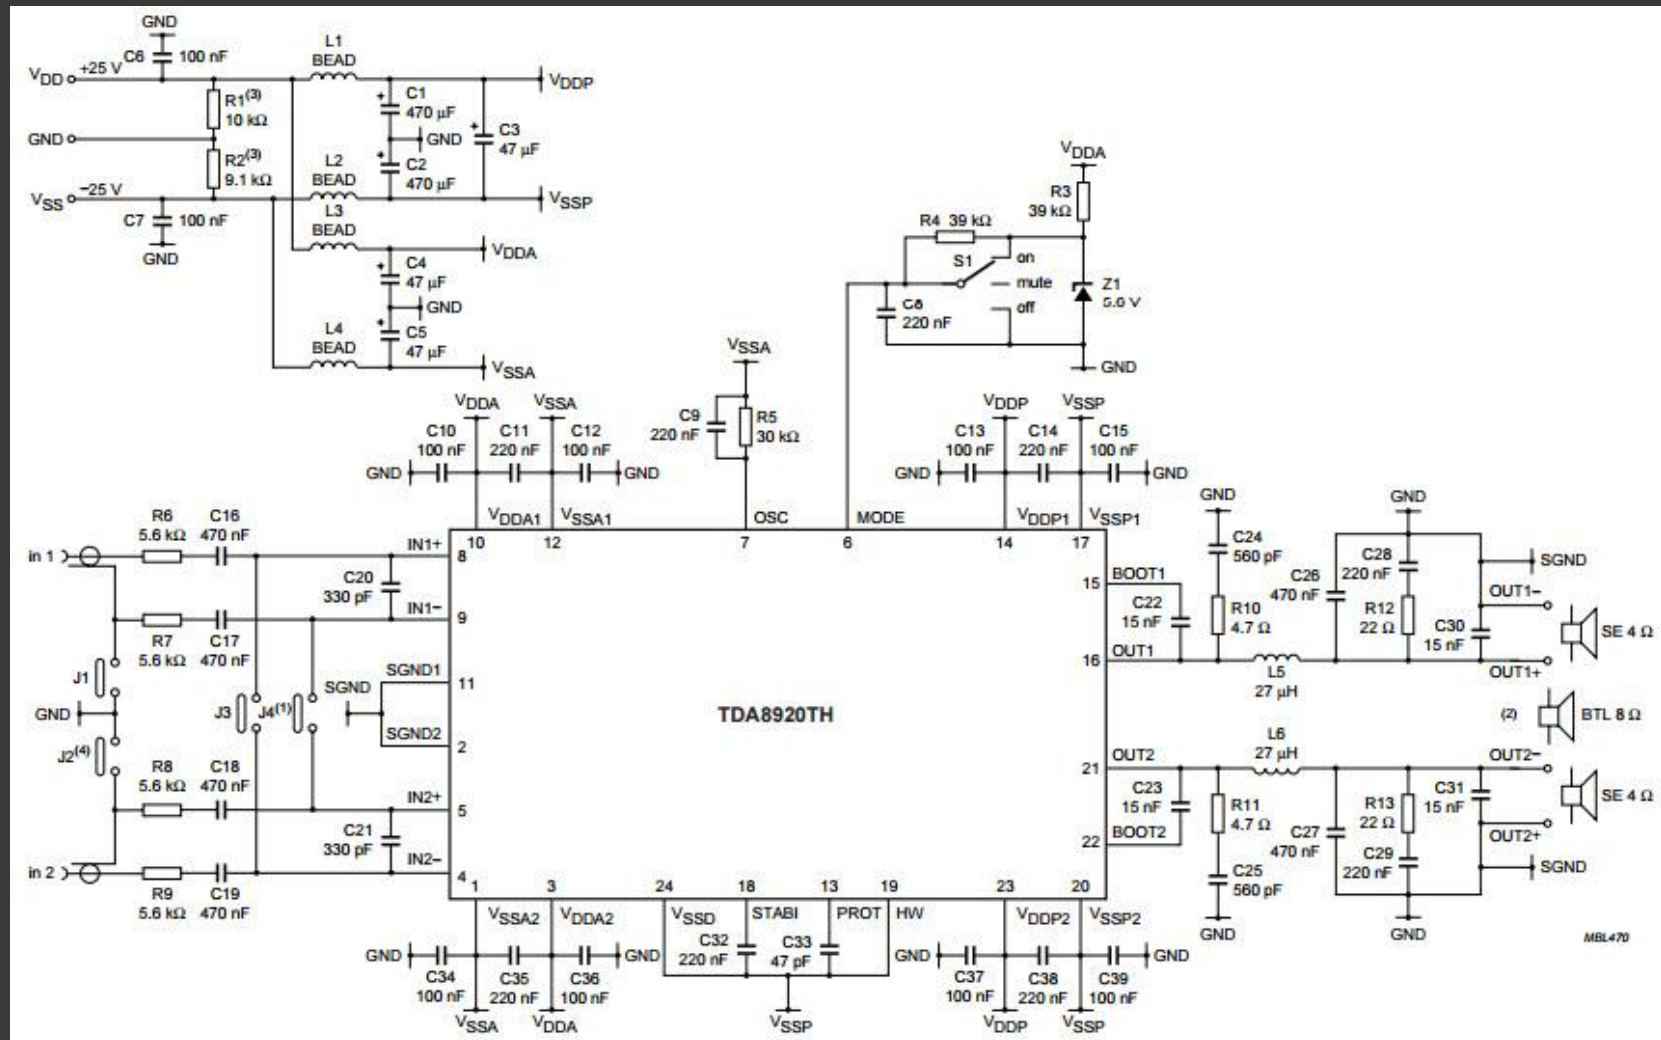 GND
C6 100 nF
VDD +25 V
L1
BEAD
VDDP
R1(3)
10 kΩ
C1
470 µF
GND
GND
C3
47 µF
R2(3)
9.1 kΩ
L2
BEAD
C2
470 µF
VSS −25 V
VSSP
C7 100 nF
GND
L3
BEAD
VDDA
C4
47 µF
GND
L4
BEAD
C5
47 µF
VSSA
VDDA
R3
39 kΩ
R4 39 kΩ
S1
on
mute
off
Z1
C8
220 nF
GND
VSSA
C9
220 nF
R5
30 kΩ
VDDA
VSSA
C10
100 nF
C11
220 nF
C12
100 nF
GND
GND
VDDP
VSSP
C13
100 nF
C14
220 nF
C15
100 nF
GND
GND
VDDA1
VSSA1
OSC
MODE
VDDP1
VSSP1
10
12
7
6
14
17
in 1
R6
5.6 kΩ
C16
470 nF
IN1+
8
C20
330 pF
IN1−
9
R7
5.6 kΩ
C17
470 nF
J1
GND
J2(4)
J3
J4(1)
SGND
SGND1
11
SGND2
2
R8
5.6 kΩ
C18
470 nF
IN2+
5
C21
330 pF
IN2−
4
in 2
R9
5.6 kΩ
C19
470 nF
TDA8920TH
15
BOOT1
C22
15 nF
16
OUT1
GND
C24
560 pF
R10
4.7 Ω
L5
27 µH
GND
C26
470 nF
C28
220 nF
R12
22 Ω
C30
15 nF
SGND
OUT1−
OUT1+
SE 4 Ω
(2)
BTL 8 Ω
21
OUT2
C23
15 nF
22
BOOT2
L6
27 µH
R11
4.7 Ω
C25
560 pF
GND
C27
470 nF
R13
22 Ω
C29
220 nF
GND
C31
15 nF
OUT2−
OUT2+
SE 4 Ω
SGND
1
3
24
18
13
19
23
20
VSSA2
VDDA2
VSSD
STABI
PROT
HW
VDDP2
VSSP2
GND
C34
100 nF
C35
220 nF
C36
100 nF
GND
VSSA
VDDA
C32
220 nF
C33
47 pF
VSSP
GND
C37
100 nF
C38
220 nF
C39
100 nF
GND
VDDP
VSSP
MBL470